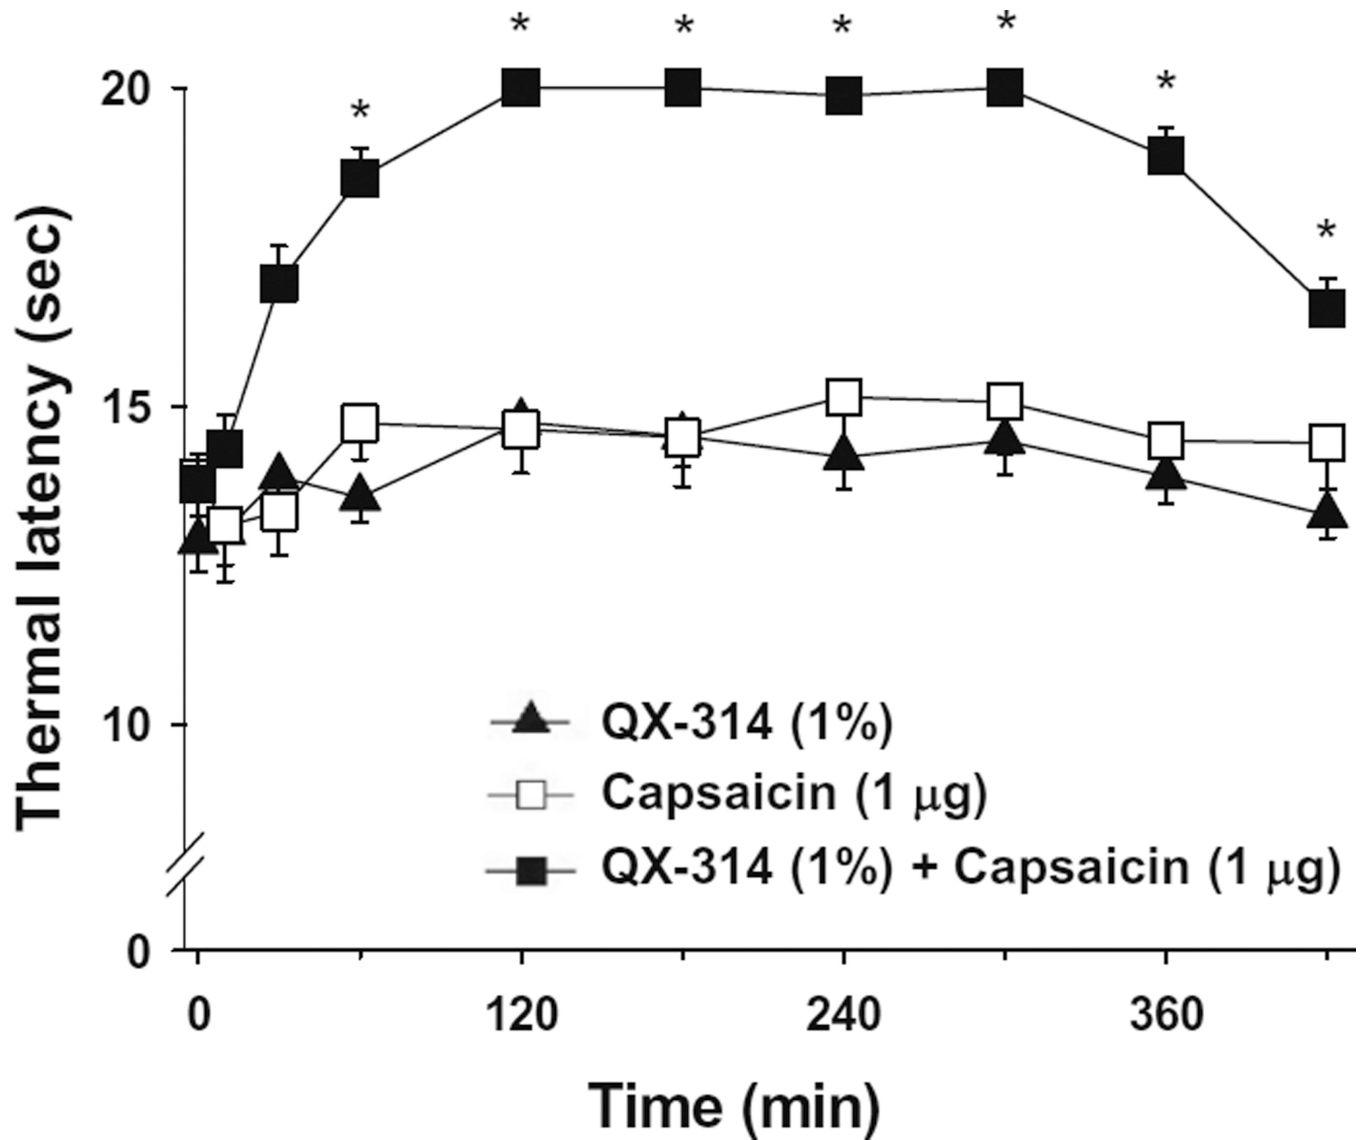 * * * *
* *
*
20
15
10
0
Thermal latency (sec)
QX-314 (1%)
Capsaicin (1 μg)
QX-314 (1%) + Capsaicin (1 μg)
0 120 240 360
Time (min)